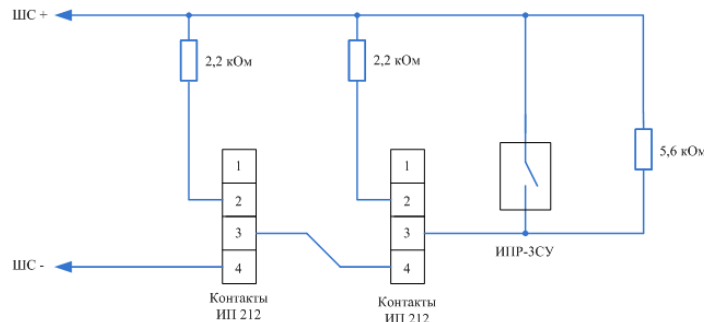 ШС +
2,2 кОм
2,2 кОм
5,6 кОм
1
2
3
4
1
2
3
4
ИПР-3СУ
ШС -
Контакты
ИП 212
Контакты
ИП 212